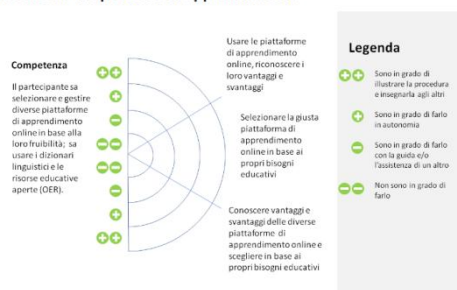 Competenza
Il partecipante sa
selezionare e gestire
diverse piattaforme
di apprendimento
online in base alla
loro fruibilità; sa
usare i dizionari
linguistici e le
risorse educative
aperte (OER).
Usare le piattaforme
di apprendimento
online, riconoscere i
loro vantaggi e
svantaggi
Selezionare la giusta
piattaforma di
apprendimento
online in base ai
propri bisogni
educativi
Conoscere vantaggi e
svantaggi delle diverse
piattaforme di
apprendimento online e
scegliere in base ai
propri bisogni educativi
Legenda
Sono in grado di
illustrare la procedura
e insegnarla agli altri
Sono in grado di farlo
in autonomia
Sono in grado di farlo
con la guida e/o
l'assistenza di un altro
Non sono in grado di
farlo